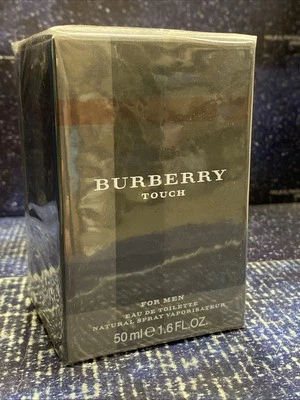 BURBERRY
TOUCH
FOR MEN
EAU DE TOILETTE
NATURAL SPRAY VAPORISATEUR
50 ml ℮ 1.6 FL.OZ.